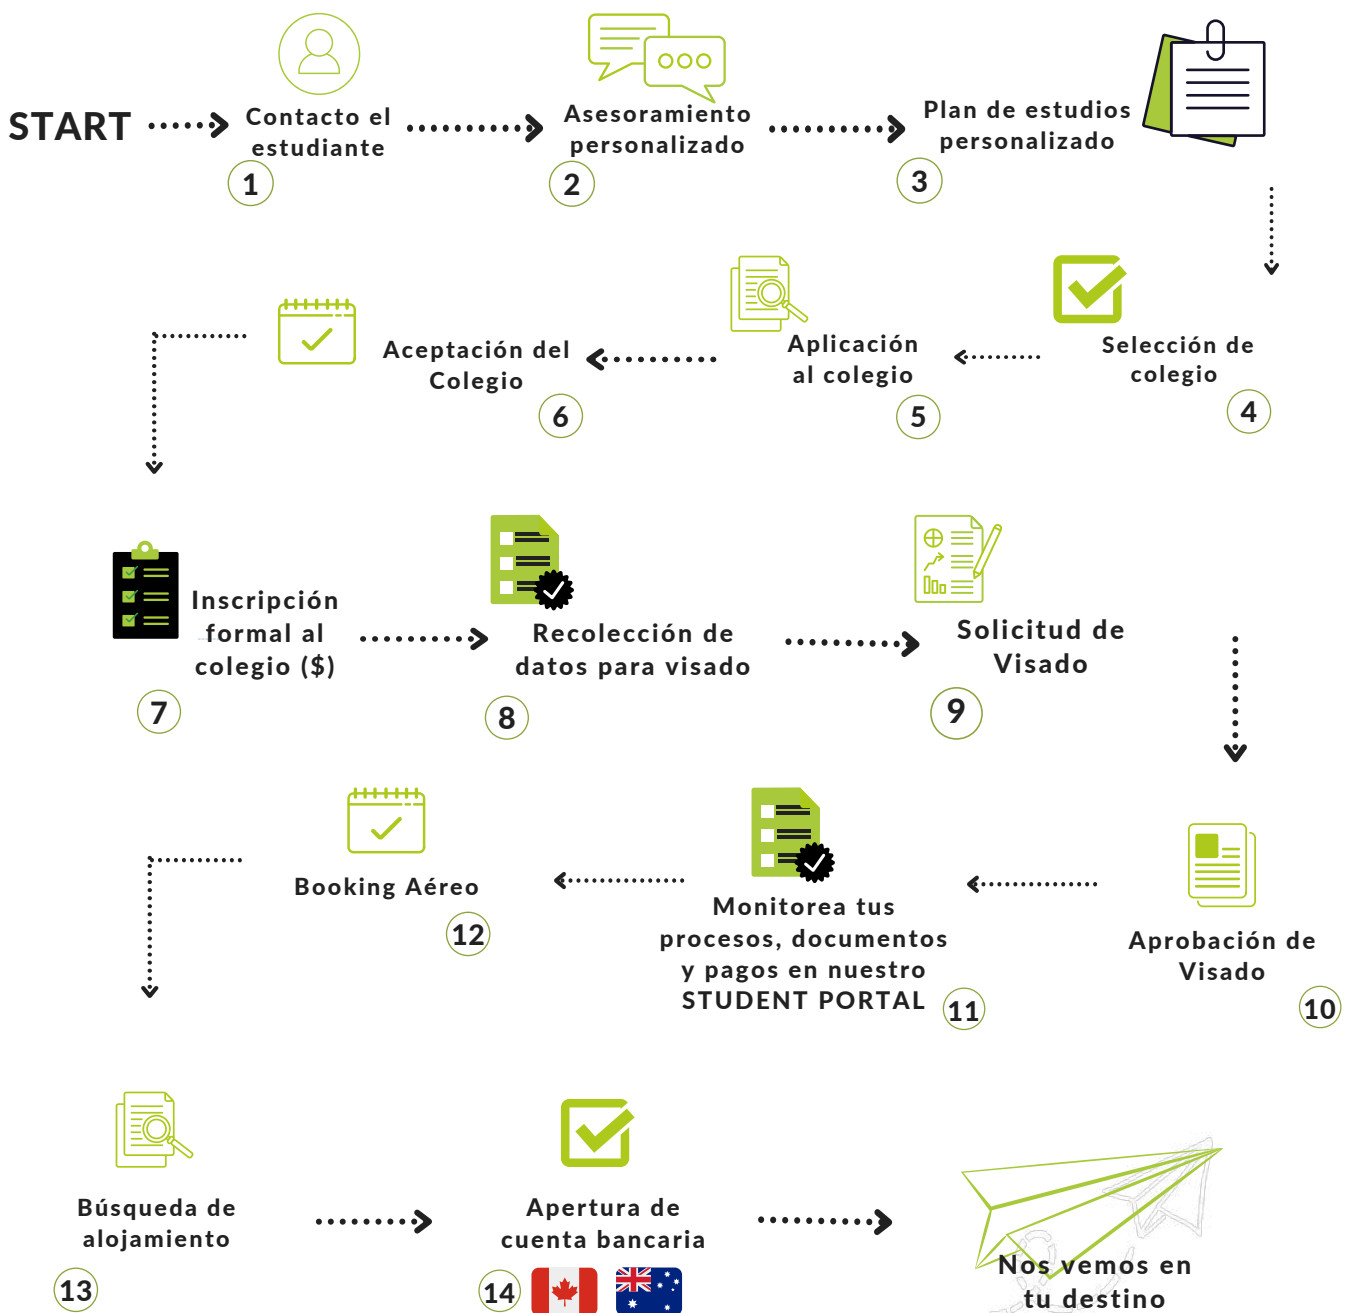 START
Contacto el
estudiante
1
Asesoramiento
personalizado
2
Plan de estudios
personalizado
3
Selección de
colegio
4
Aplicación
al colegio
5
Aceptación del
Colegio
6
Inscripción
formal al
colegio ($)
7
Recolección de
datos para visado
8
Solicitud de
Visado
9
Aprobación de
Visado
10
Monitorea tus
procesos, documentos
y pagos en nuestro
STUDENT PORTAL
11
Booking Aéreo
12
Búsqueda de
alojamiento
13
Apertura de
cuenta bancaria
14
Nos vemos en
tu destino